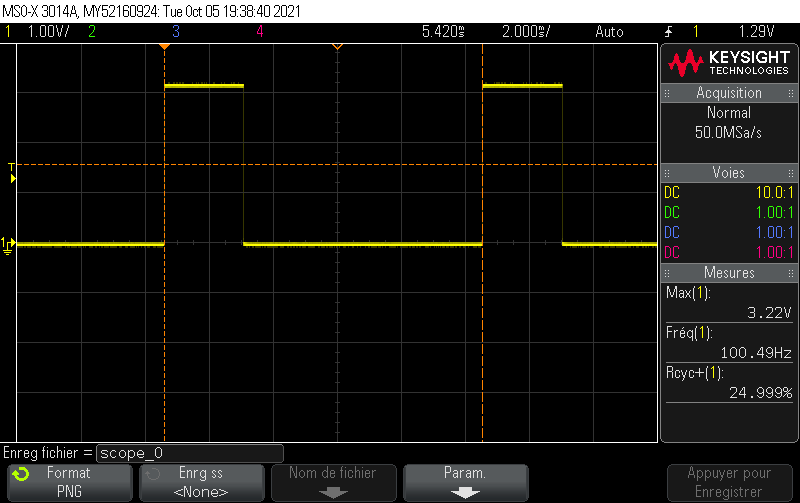 MSO-X 3014A, MY52160924: Tue Oct 05 19:38:40 2021
1 1.00V/ 2 3 4 5.420s 2.000s/ Auto 1 1.29V
KEYSIGHT
TECHNOLOGIES
Acquisition
Normal
50.0MSa/s
Voies
DC 10.0:1
DC 1.00:1
DC 1.00:1
DC 1.00:1
Mesures
Max(1):
3.22V
Fréq(1):
100.49Hz
Rcyc+(1):
24.999%
T
1
Enreg fichier = scope_0
Format
PNG
Enrg ss
<None>
Nom de fichier
Param.
Appuyer pour
Enregistrer